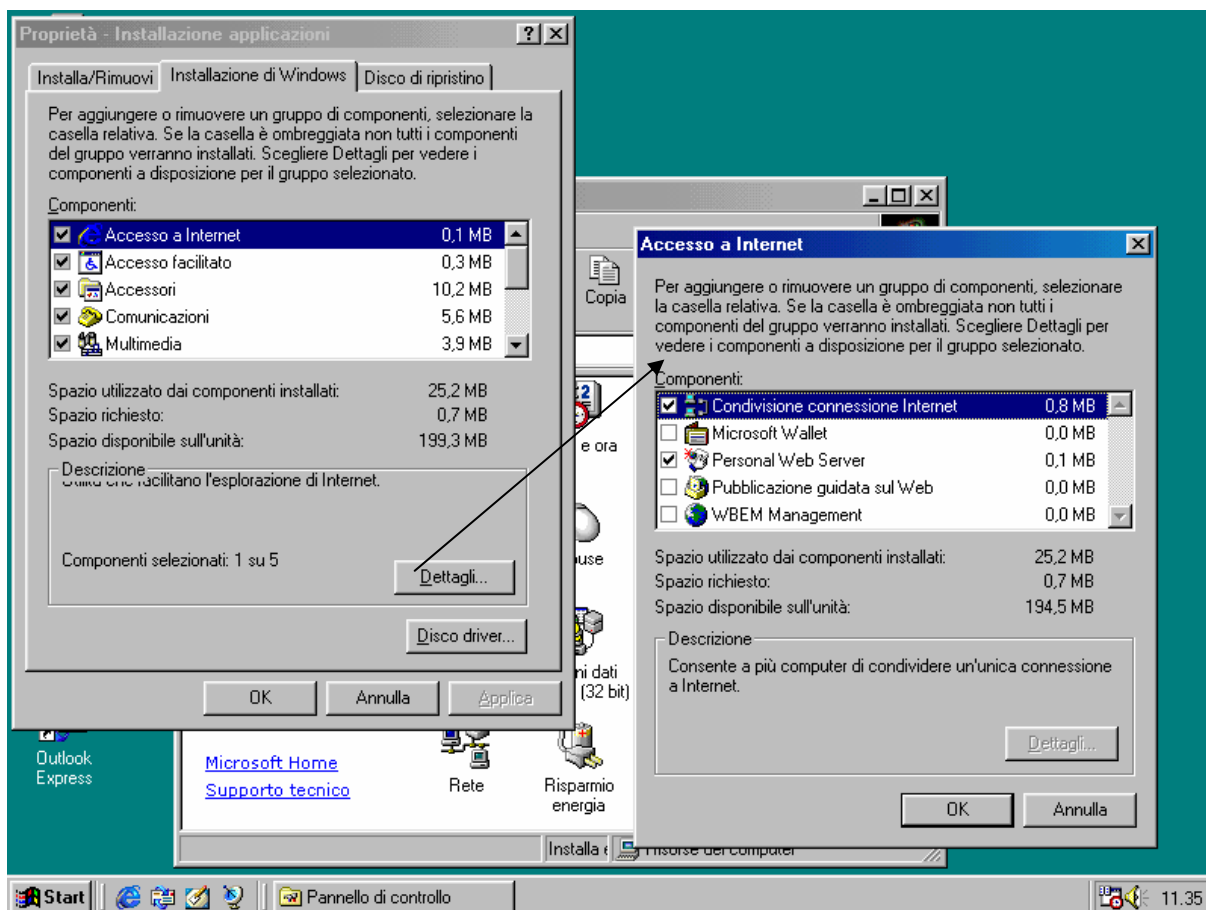 Proprietà - Installazione applicazioni
Installa/Rimuovi
Installazione di Windows
Disco di ripristino
Per aggiungere o rimuovere un gruppo di componenti, selezionare la
casella relativa. Se la casella è ombreggiata non tutti i componenti
del gruppo verranno installati. Scegliere Dettagli per vedere i
componenti a disposizione per il gruppo selezionato.
Componenti:
Accesso a Internet 0,1 MB
Accesso facilitato 0,3 MB
Accessori 10,2 MB
Comunicazioni 5,6 MB
Multimedia 3,9 MB
Spazio utilizzato dai componenti installati: 25,2 MB
Spazio richiesto: 0,7 MB
Spazio disponibile sull'unità: 199,3 MB
Descrizione
facilitano l'esplorazione di Internet.
Componenti selezionati: 1 su 5
Dettagli...
Disco driver...
OK
Annulla
Applica
Copia
e ora
ni dati
(32 bit)
Outlook
Express
Microsoft Home
Supporto tecnico
Rete
Risparmio
energia
Installa
Risorse del computer
Accesso a Internet
Per aggiungere o rimuovere un gruppo di componenti, selezionare
la casella relativa. Se la casella è ombreggiata non tutti i
componenti del gruppo verranno installati. Scegliere Dettagli per
vedere i componenti a disposizione per il gruppo selezionato.
Componenti:
Condivisione connessione Internet 0,8 MB
Microsoft Wallet 0,0 MB
Personal Web Server 0,1 MB
Pubblicazione guidata sul Web 0,0 MB
WBEM Management 0,0 MB
Spazio utilizzato dai componenti installati: 25,2 MB
Spazio richiesto: 0,7 MB
Spazio disponibile sull'unità: 194,5 MB
Descrizione
Consente a più computer di condividere un'unica connessione
a Internet.
Dettagli...
OK
Annulla
Start
Pannello di controllo
11.35